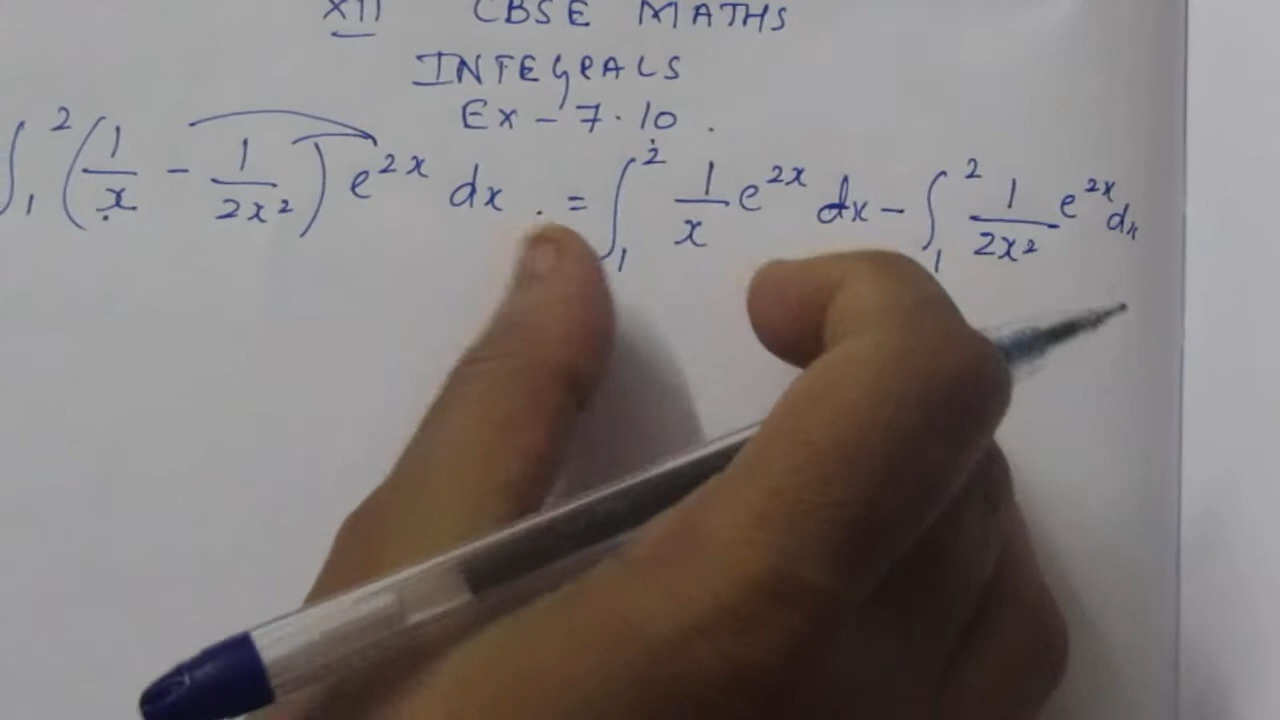 XII CBSE MATHS
INTEGRALS
Ex - 7.10.
∫₁² (1/x - 1/2x²) e^2x dx. = ∫₁² 1/x e^2x dx - ∫₁² 1/2x² e^2x dx